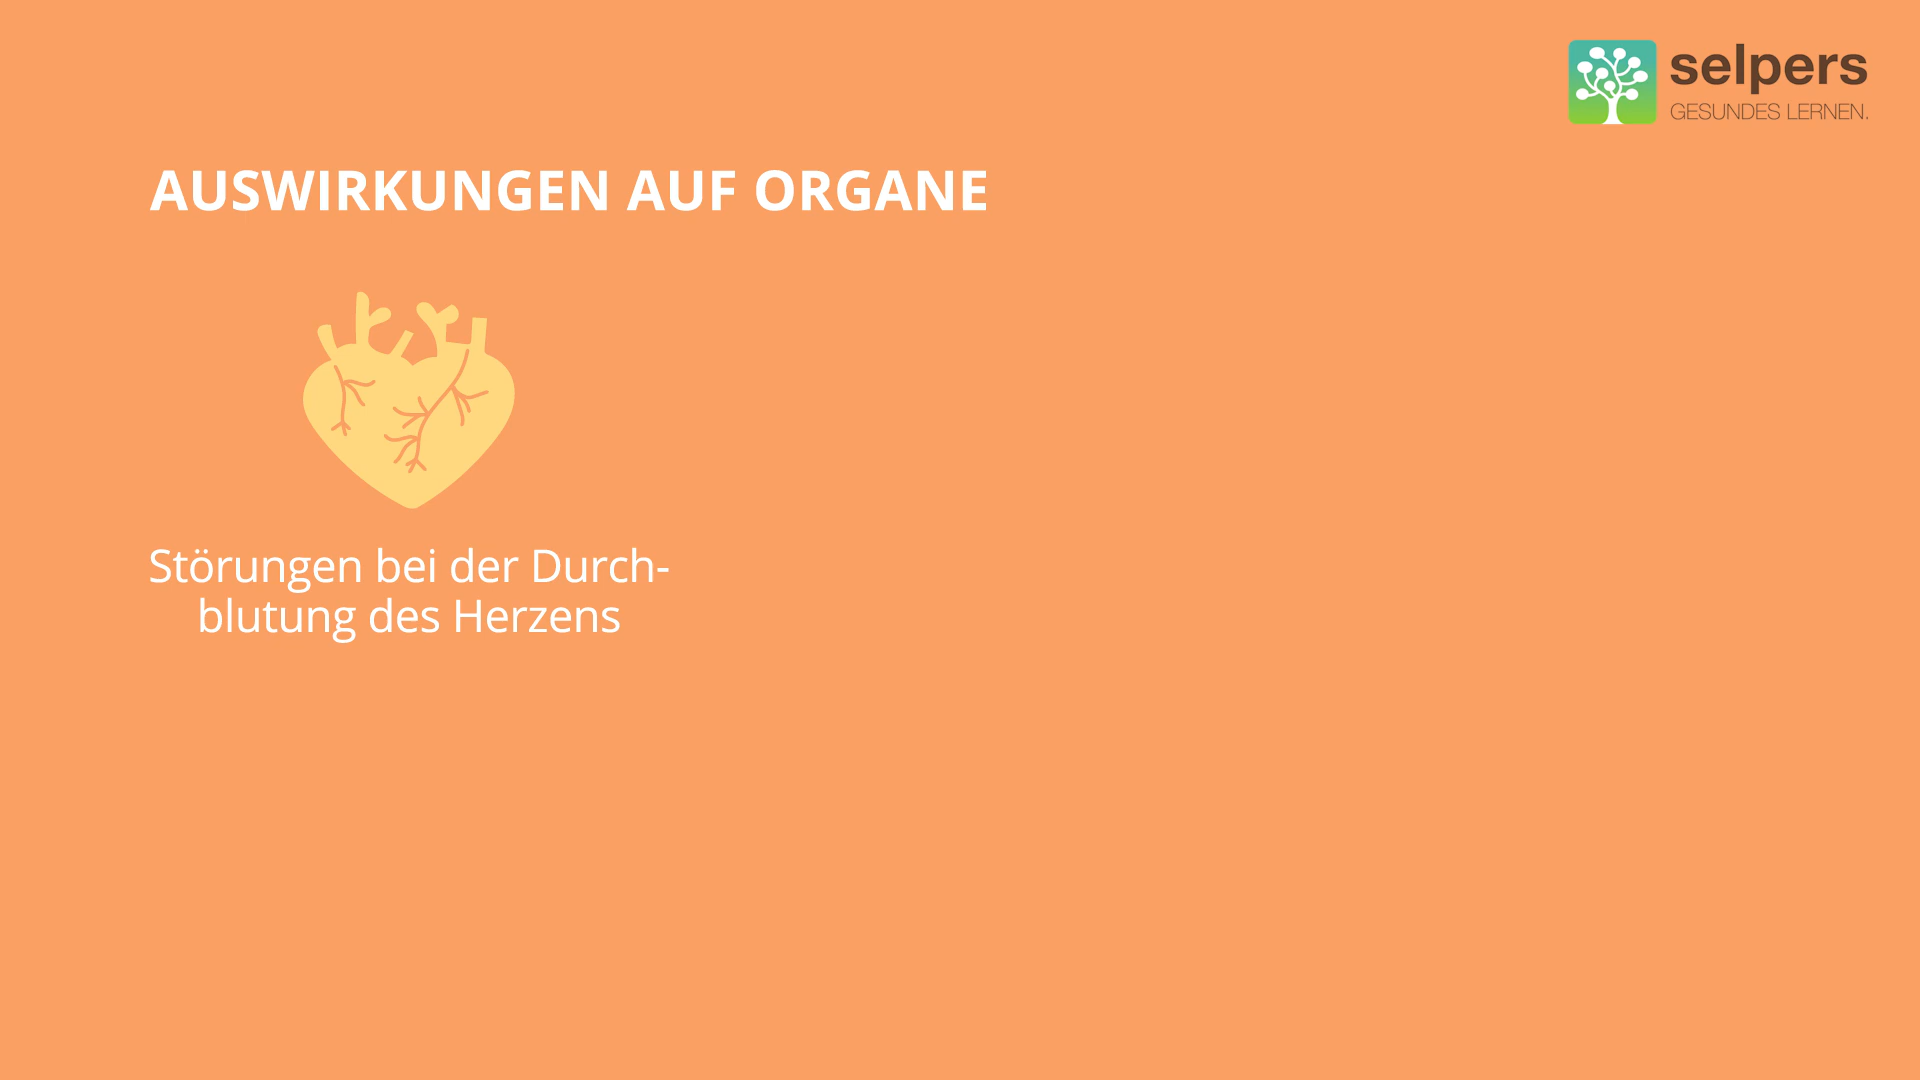 selpers
GESUNDES LERNEN.
AUSWIRKUNGEN AUF ORGANE
Störungen bei der Durch-
blutung des Herzens